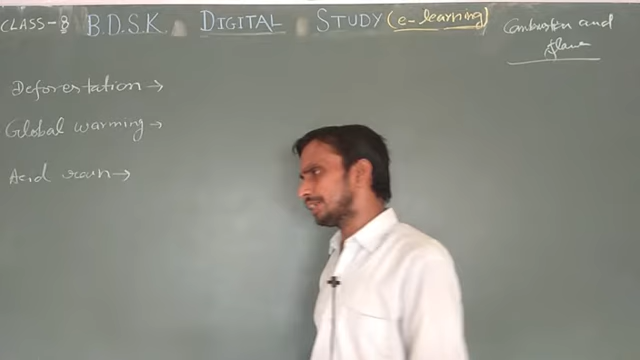 CLASS-8 B.D.S.K. DIGITAL STUDY (e-learning)
Combustion and
flame
Deforestation →
Global warming →
Acid rain →